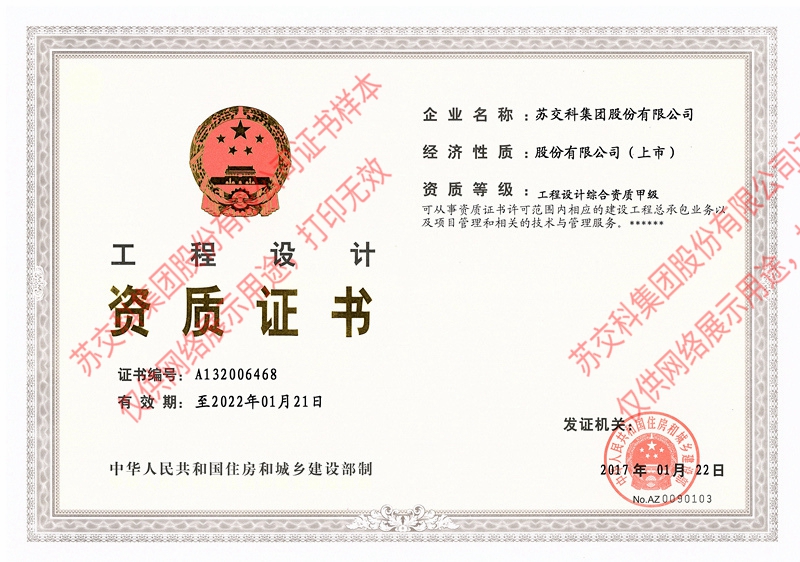 企业名称：苏交科集团股份有限公司
经济性质：股份有限公司（上市）
资质等级：工程设计综合资质甲级
可从事资质证书许可范围内相应的建设工程总承包业务以
及项目管理和相关的技术与管理服务。******
工程设计
资质证书
证书编号：A132006468
有效期：至2022年01月21日
中华人民共和国住房和城乡建设部制
发证机关：
中华人民共和国住房和城乡建设部
2017年01月22日
No.AZ0090103
苏交科集团股份有限公司证书样本
仅供网络展示用途，打印无效
苏交科集团股份有限公司证
仅供网络展示用途，